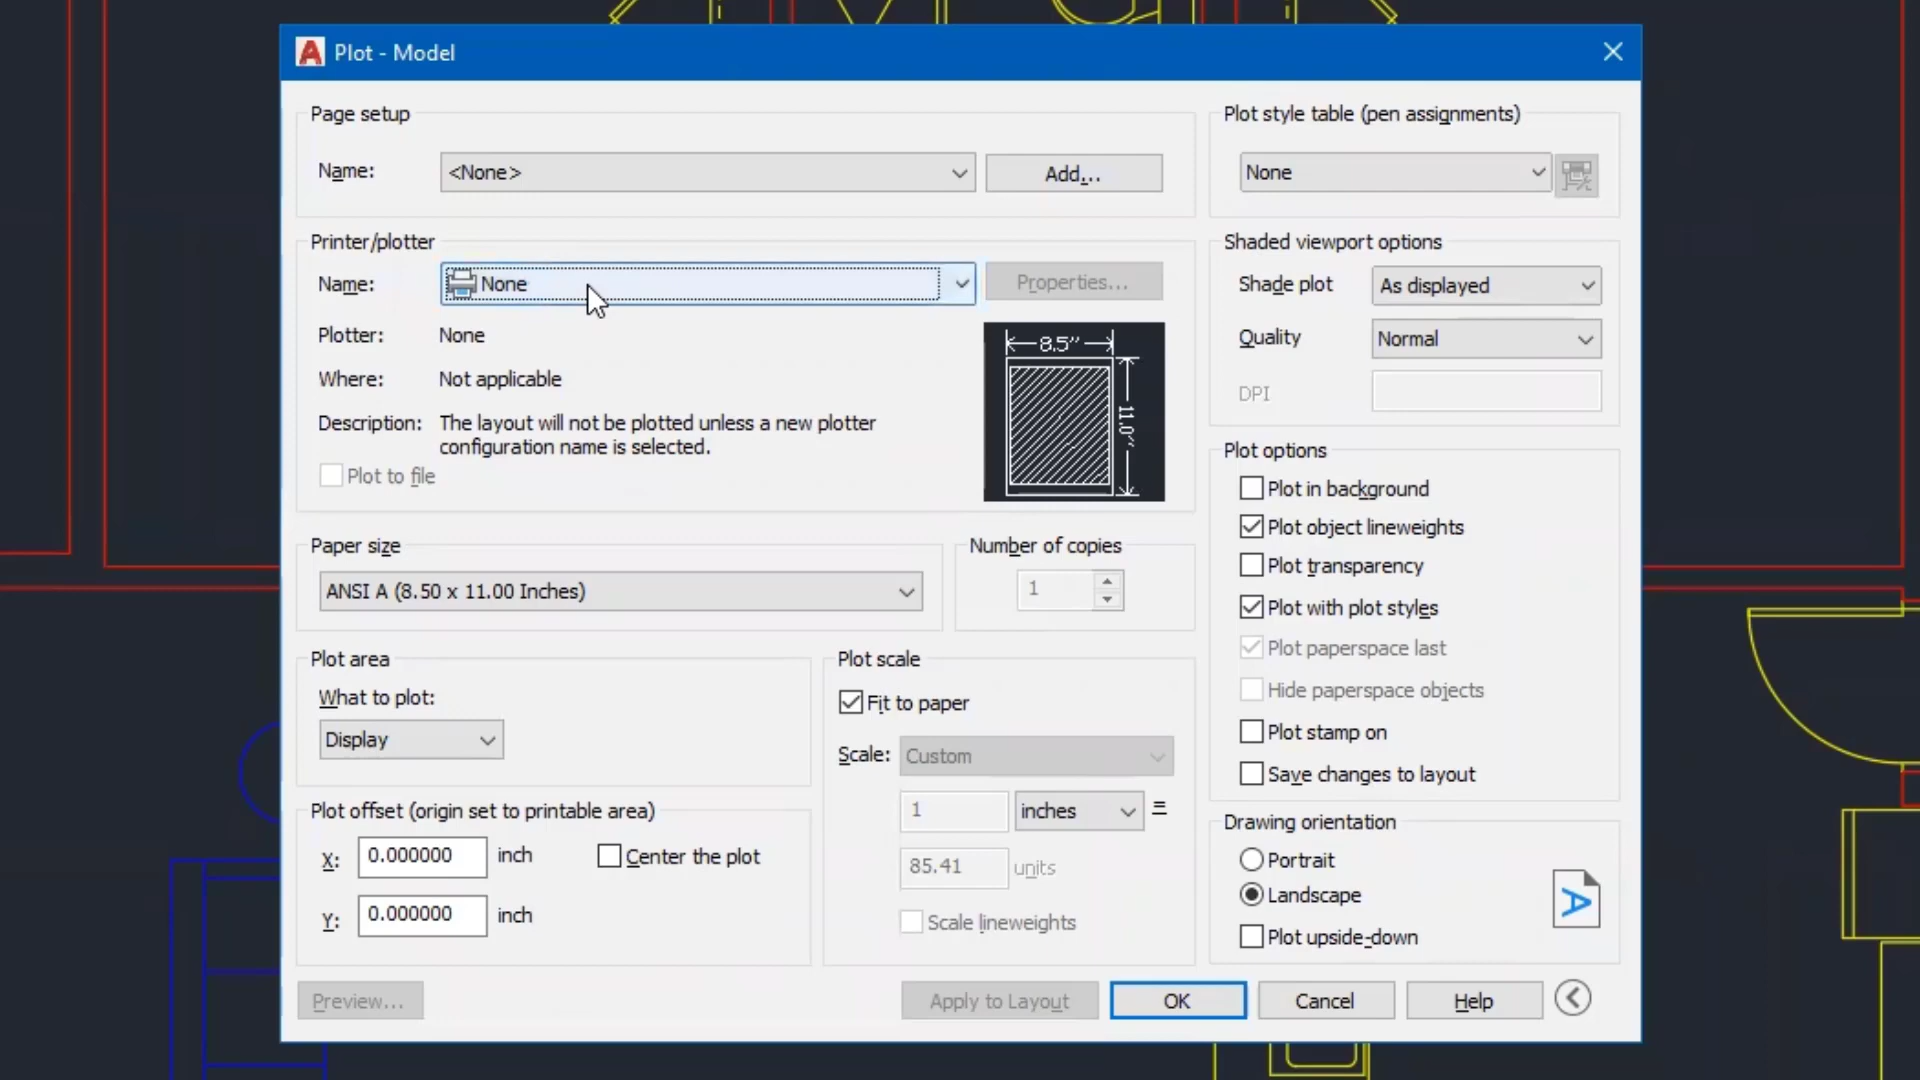 Plot - Model
Page setup
Name:
<None>
Add...
Printer/plotter
Name:
None
Properties...
Plotter:
None
Where:
Not applicable
Description:
The layout will not be plotted unless a new plotter
configuration name is selected.
Plot to file
8.5″
11.0″
Paper size
ANSI A (8.50 x 11.00 Inches)
Number of copies
1
Plot area
What to plot:
Display
Plot offset (origin set to printable area)
X:
0.000000
inch
Center the plot
Y:
0.000000
inch
Plot scale
Fit to paper
Scale:
Custom
1
inches
=
85.41
units
Scale lineweights
Plot style table (pen assignments)
None
Shaded viewport options
Shade plot
As displayed
Quality
Normal
DPI
Plot options
Plot in background
Plot object lineweights
Plot transparency
Plot with plot styles
Plot paperspace last
Hide paperspace objects
Plot stamp on
Save changes to layout
Drawing orientation
Portrait
Landscape
Plot upside-down
A
Preview...
Apply to Layout
OK
Cancel
Help